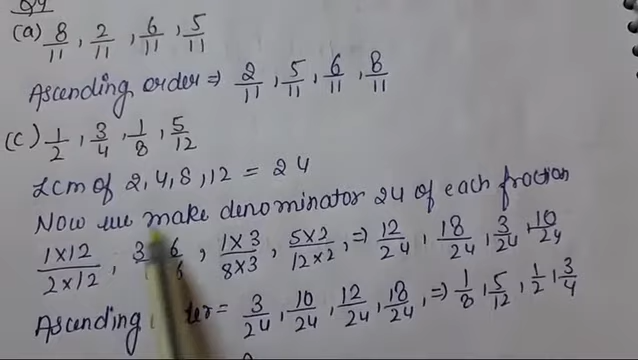 Q4
(a) 8/11, 2/11, 6/11, 5/11
Ascending order ⇒ 2/11, 5/11, 6/11, 8/11
(c) 1/2, 3/4, 1/8, 5/12
Lcm of 2,4,8,12 = 24
Now we make denominator 24 of each fraction
1×12/2×12, 3 6/ 6, 1×3/8×3, 5×2/12×2, ⇒ 12/24, 18/24, 3/24, 10/24
Ascending = 3/24, 10/24, 12/24, 18/24, ⇒ 1/8, 5/12, 1/2, 3/4